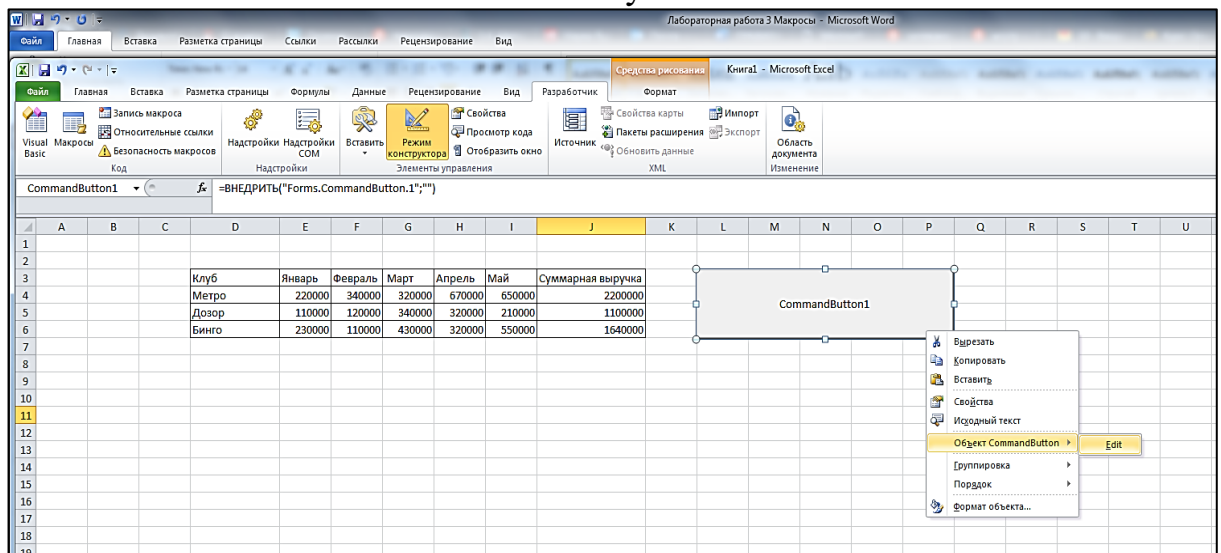 Лабораторная работа 3 Макросы - Microsoft Word
Файл Главная Вставка Разметка страницы Ссылки Рассылки Рецензирование Вид
Средства рисования Книга1 - Microsoft Excel
Файл Главная Вставка Разметка страницы Формулы Данные Рецензирование Вид Разработчик Формат
Visual Basic
Макросы
Запись макроса
Относительные ссылки
Безопасность макросов
Код
Надстройки
Надстройки COM
Надстройки
Вставить
Режим конструктора
Свойства
Просмотр кода
Отобразить окно
Элементы управления
Источник
Свойства карты
Пакеты расширения
Обновить данные
Импорт
Экспорт
XML
Область документа
Изменение
CommandButton1 fx =ВНЕДРИТЬ("Forms.CommandButton.1";"")
A B C D E F G H I J K L M N O P Q R S T U
1
2
3 Клуб Январь Февраль Март Апрель Май Суммарная выручка
4 Метро 220000 340000 320000 670000 650000 2200000
5 Дозор 110000 120000 340000 320000 210000 1100000
6 Бинго 230000 110000 430000 320000 550000 1640000
7
8
9
10
11
12
13
14
15
16
17
18
19
CommandButton1
Вырезать
Копировать
Вставить
Свойства
Исходный текст
Объект CommandButton
Edit
Группировка
Порядок
Формат объекта...